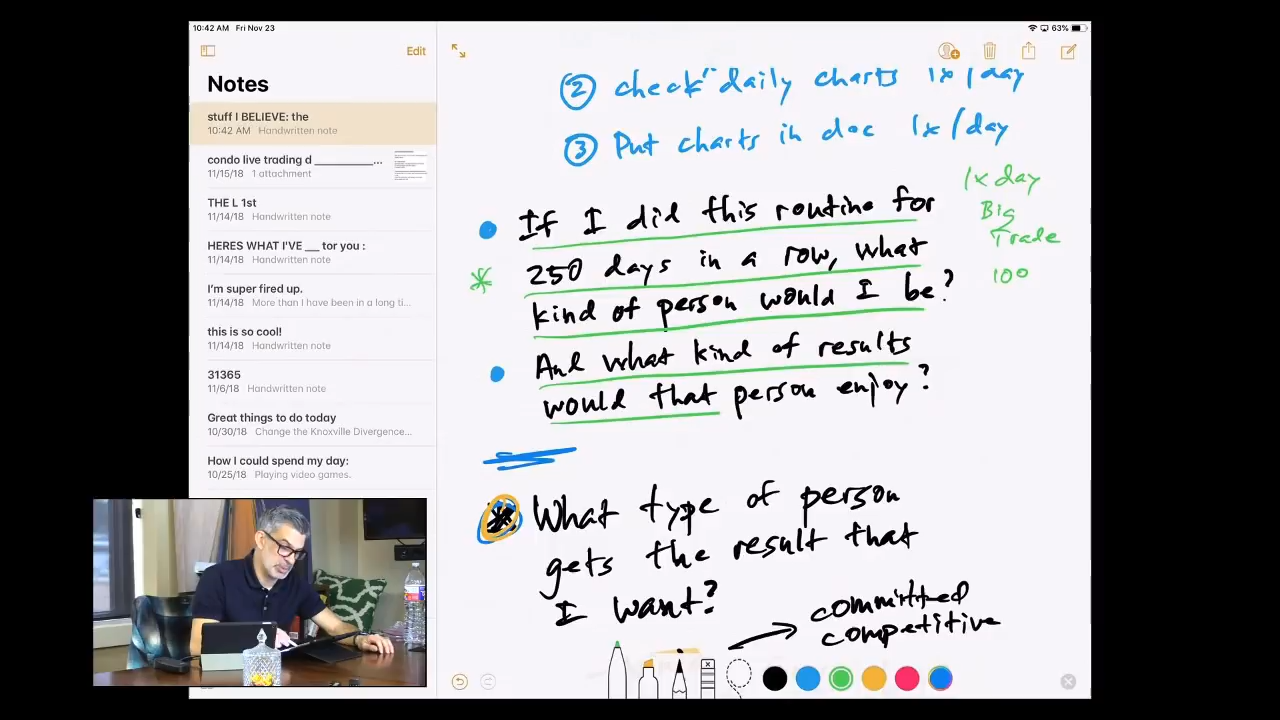 10:42 AM Fri Nov 23
63%
Edit
Notes
stuff I BELIEVE: the
10:42 AM Handwritten note
condo live trading d ______________...
11/15/18 1 attachment
THE L 1st
11/14/18 Handwritten note
HERES WHAT I'VE ___ tor you :
11/14/18 Handwritten note
I'm super fired up.
11/14/18 More than I have been in a long ti...
this is so cool!
11/14/18 Handwritten note
31365
11/6/18 Handwritten note
Great things to do today
10/30/18 Change the Knoxville Divergence...
How I could spend my day:
10/25/18 Playing video games.
② check "daily charts 1x/day
③ Put charts in doc 1x/day
1x day
Big
Trade
100
• If I did this routine for
* 250 days in a row, what
kind of person would I be?
• And what kind of results
would that person enjoy?
* What type of person
gets the result that
I want?
→ committed
competitive